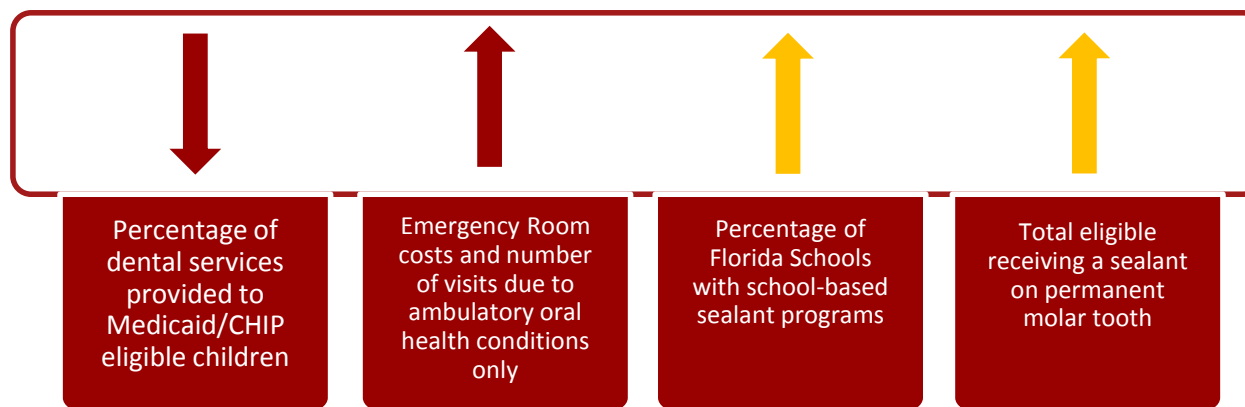 Percentage of
dental services
provided to
Medicaid/CHIP
eligible children
Emergency Room
costs and number
of visits due to
ambulatory oral
health conditions
only
Percentage of
Florida Schools
with school-based
sealant programs
Total eligible
receiving a sealant
on permanent
molar tooth